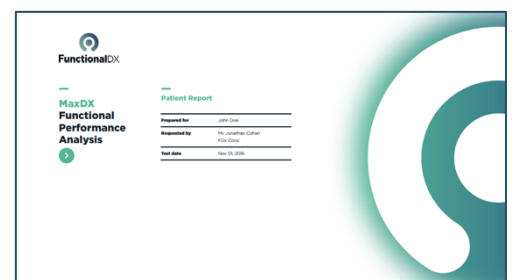 FunctionalDX
MaxDX
Functional
Performance
Analysis
Patient Report
Prepared for John Doe
Requested by Mr. Jonathan Cohen
FDx Clinic
Test date Nov 01, 2016